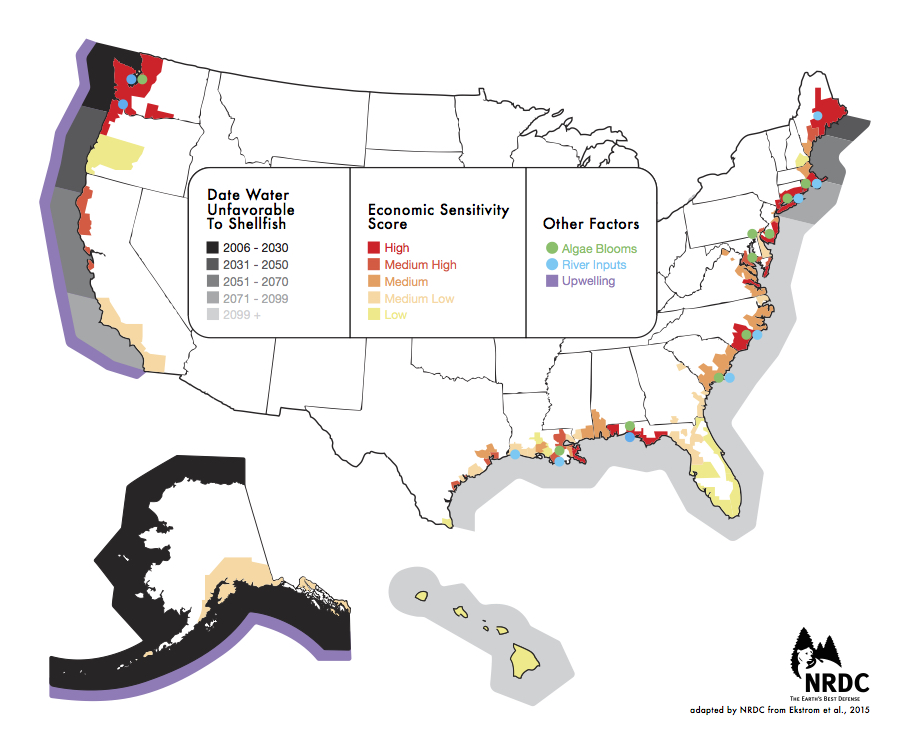 Date Water
Unfavorable
To Shellfish
2006 - 2030
2031 - 2050
2051 - 2070
2071 - 2099
2099 +
Economic Sensitivity
Score
High
Medium High
Medium
Medium Low
Low
Other Factors
Algae Blooms
River Inputs
Upwelling
NRDC
THE EARTH'S BEST DEFENSE
adapted by NRDC from Ekstrom et al., 2015